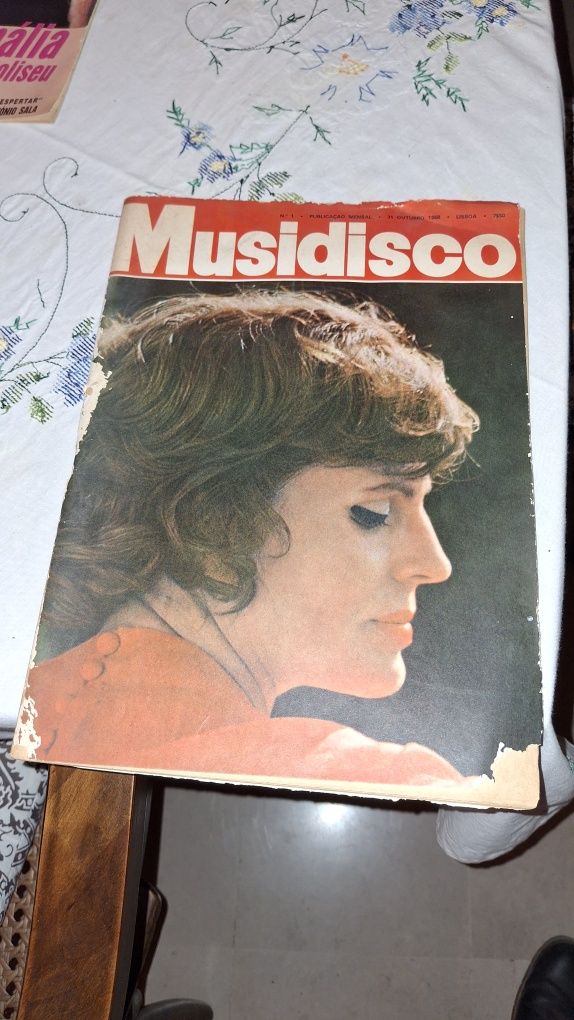 ália
oliseu
ESPERTAR"
ÓNIO SALA
Nº 1 • PUBLICAÇÃO MENSAL • 31 OUTUBRO 1968 • LISBOA • 7$50
Musidisco